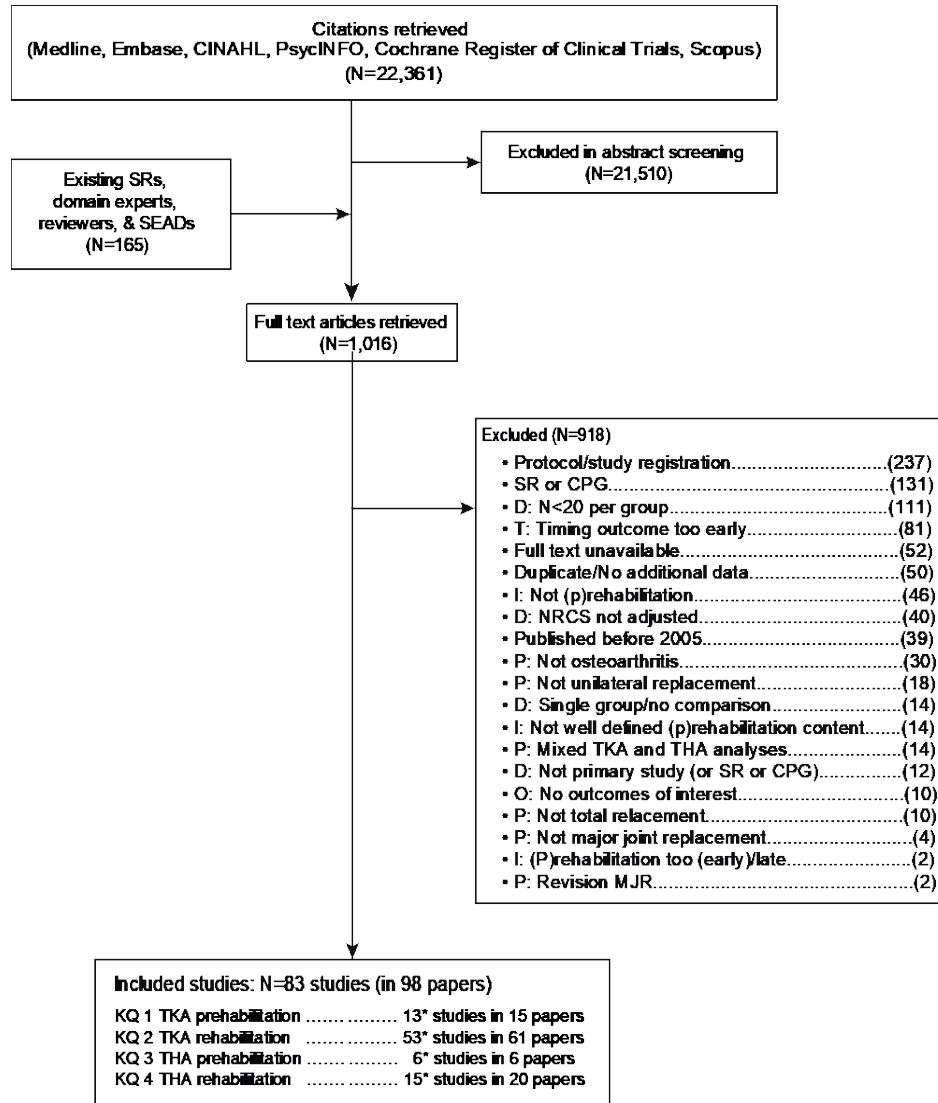 Citations retrieved
(Medline, Embase, CINAHL, PsycINFO, Cochrane Register of Clinical Trials, Scopus)
(N=22,361)
Excluded in abstract screening
(N=21,510)
Existing SRs,
domain experts,
reviewers, & SEADs
(N=165)
Full text articles retrieved
(N=1,016)
Excluded (N=918)
• Protocol/study registration..............................(237)
• SR or CPG......................................................(131)
• D: N<20 per group...........................................(111)
• T: Timing outcome too early............................(81)
• Full text unavailable.........................................(52)
• Duplicate/No additional data...........................(50)
• I: Not (p)rehabilitation......................................(46)
• D: NRCS not adjusted.....................................(40)
• Published before 2005....................................(39)
• P: Not osteoarthritis.........................................(30)
• P: Not unilateral replacement..........................(18)
• D: Single group/no comparison.......................(14)
• I: Not well defined (p)rehabilitation content.......(14)
• P: Mixed TKA and THA analyses....................(14)
• D: Not primary study (or SR or CPG)...............(12)
• O: No outcomes of interest..............................(10)
• P: Not total relacement....................................(10)
• P: Not major joint replacement........................(4)
• I: (P)rehabilitation too (early)/late.....................(2)
• P: Revision MJR..............................................(2)
Included studies: N=83 studies (in 98 papers)
KQ 1 TKA prehabilitation ..................... 13* studies in 15 papers
KQ 2 TKA rehabilitation ....................... 53* studies in 61 papers
KQ 3 THA prehabilitation ..................... 6* studies in 6 papers
KQ 4 THA rehabilitation ....................... 15* studies in 20 papers